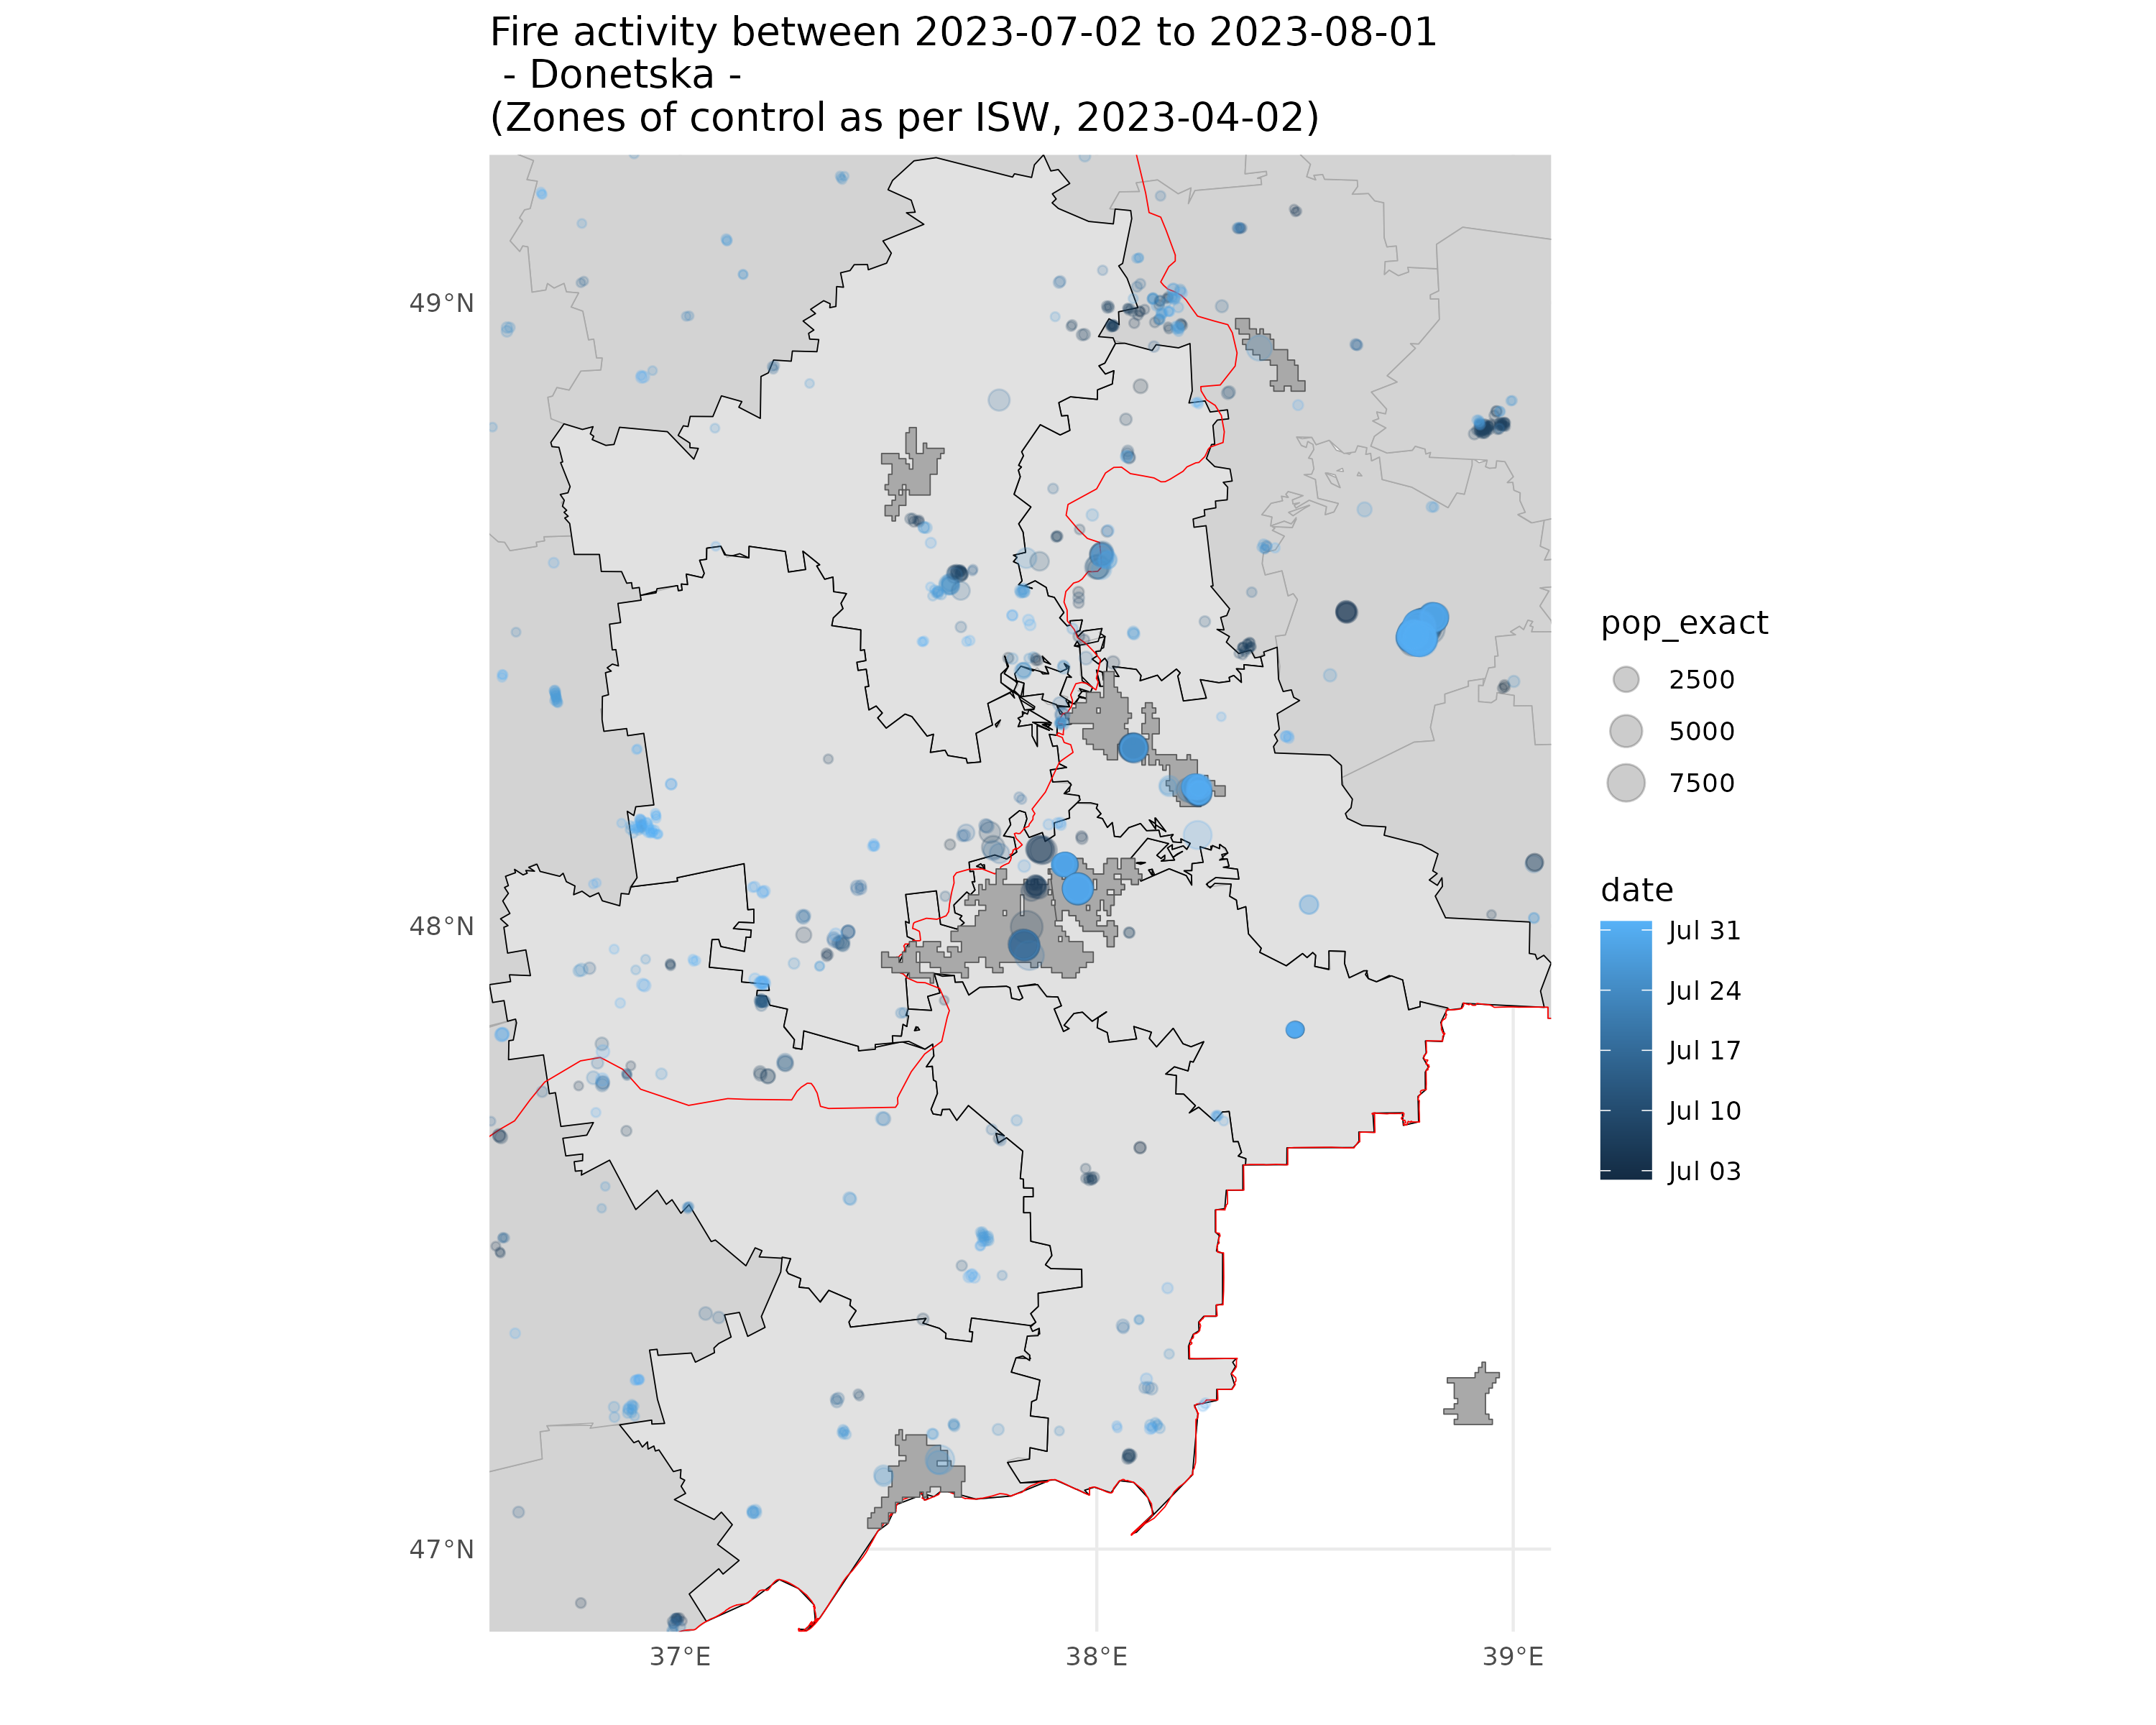 Fire activity between 2023-07-02 to 2023-08-01
- Donetska -
(Zones of control as per ISW, 2023-04-02)
49°N
48°N
47°N
37°E
38°E
39°E
pop_exact
2500
5000
7500
date
Jul 31
Jul 24
Jul 17
Jul 10
Jul 03